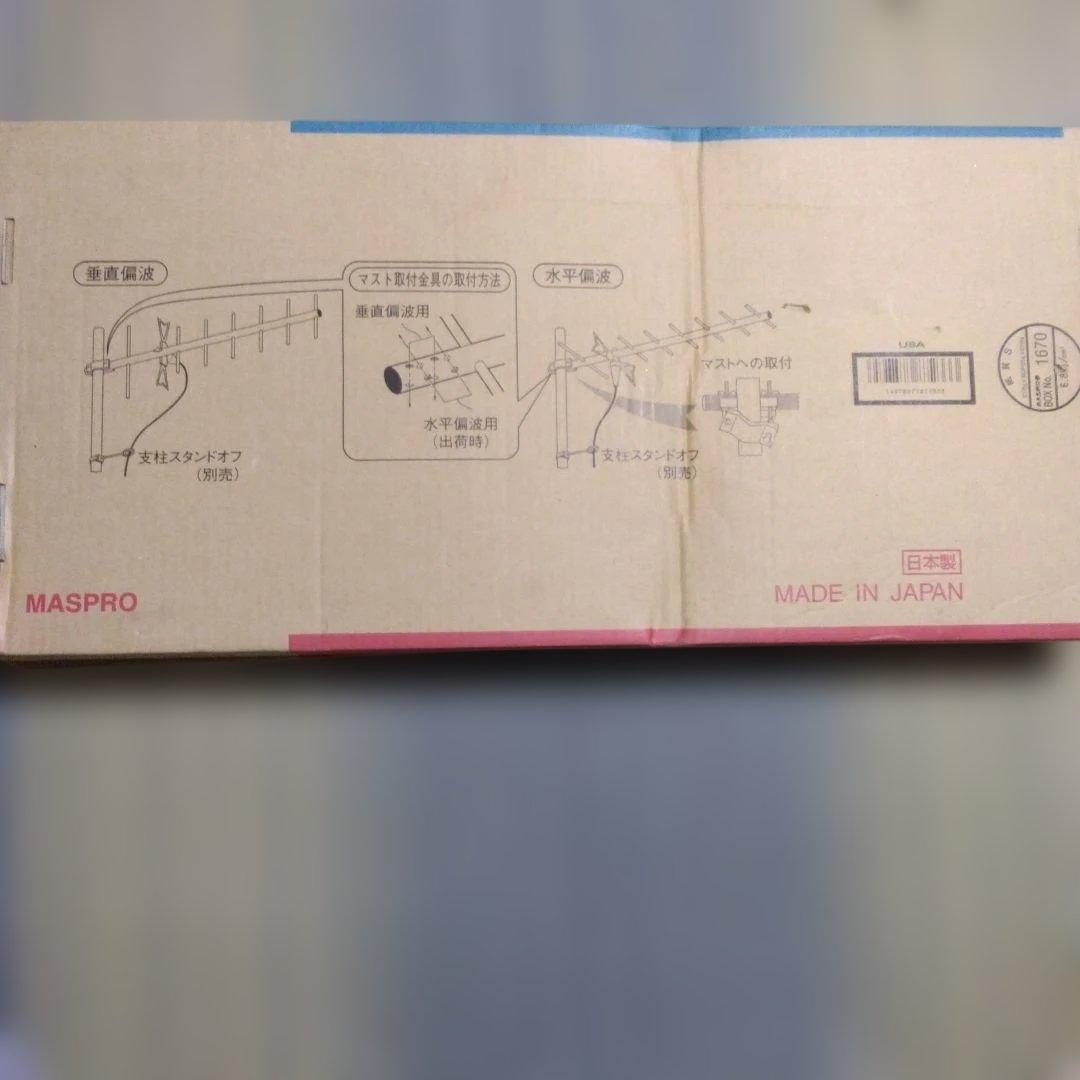 垂直偏波
マスト取付金具の取付方法
水平偏波
垂直偏波用
水平偏波用
(出荷時)
マストへの取付
支柱スタンドオフ
(別売)
支柱スタンドオフ
(別売)
USA
BOX No. 1670
日本製
MADE IN JAPAN
MASPRO